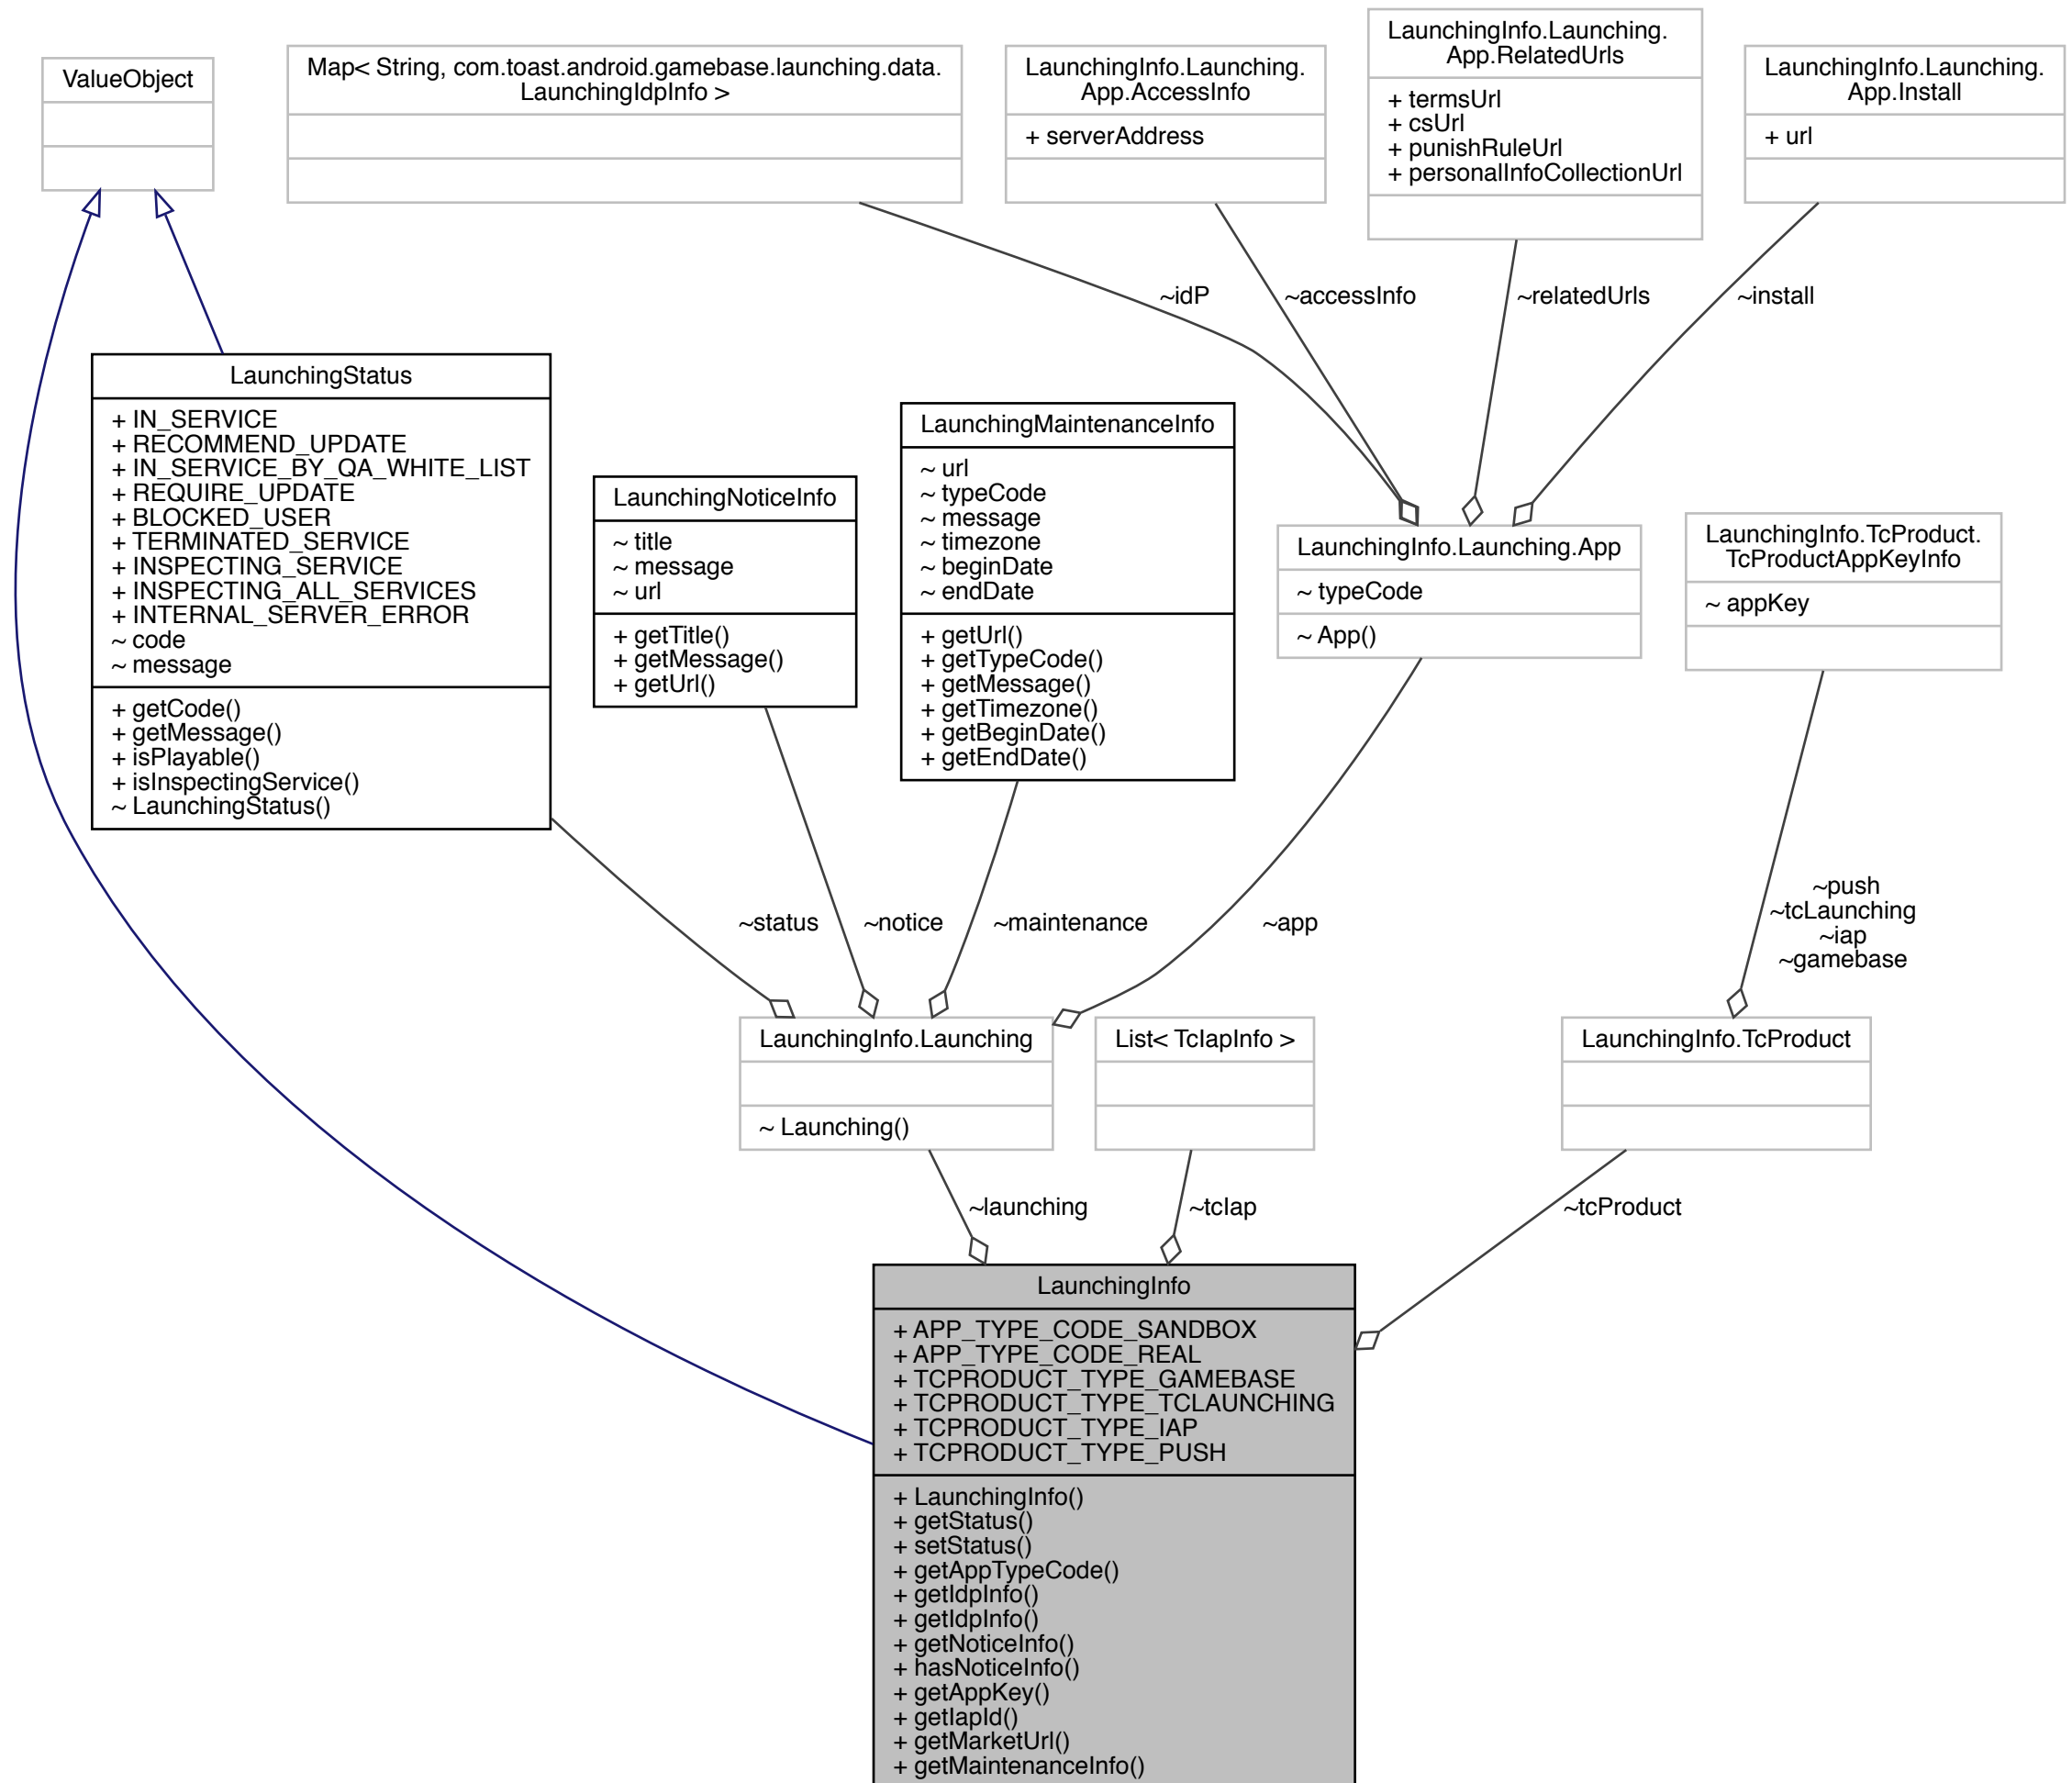 ValueObject
Map< String, com.toast.android.gamebase.launching.data.
LaunchingIdpInfo >
LaunchingInfo.Launching.
App.AccessInfo
+ serverAddress
LaunchingInfo.Launching.
App.RelatedUrls
+ termsUrl
+ csUrl
+ punishRuleUrl
+ personalInfoCollectionUrl
LaunchingInfo.Launching.
App.Install
+ url
~idP
~accessInfo
~relatedUrls
~install
LaunchingStatus
+ IN_SERVICE
+ RECOMMEND_UPDATE
+ IN_SERVICE_BY_QA_WHITE_LIST
+ REQUIRE_UPDATE
+ BLOCKED_USER
+ TERMINATED_SERVICE
+ INSPECTING_SERVICE
+ INSPECTING_ALL_SERVICES
+ INTERNAL_SERVER_ERROR
~ code
~ message
+ getCode()
+ getMessage()
+ isPlayable()
+ isInspectingService()
~ LaunchingStatus()
LaunchingNoticeInfo
~ title
~ message
~ url
+ getTitle()
+ getMessage()
+ getUrl()
LaunchingMaintenanceInfo
~ url
~ typeCode
~ message
~ timezone
~ beginDate
~ endDate
+ getUrl()
+ getTypeCode()
+ getMessage()
+ getTimezone()
+ getBeginDate()
+ getEndDate()
LaunchingInfo.Launching.App
~ typeCode
~ App()
LaunchingInfo.TcProduct.
TcProductAppKeyInfo
~ appKey
~status
~notice
~maintenance
~app
~push
~tcLaunching
~iap
~gamebase
LaunchingInfo.Launching
~ Launching()
List< TcIapInfo >
LaunchingInfo.TcProduct
~launching
~tcIap
~tcProduct
LaunchingInfo
+ APP_TYPE_CODE_SANDBOX
+ APP_TYPE_CODE_REAL
+ TCPRODUCT_TYPE_GAMEBASE
+ TCPRODUCT_TYPE_TCLAUNCHING
+ TCPRODUCT_TYPE_IAP
+ TCPRODUCT_TYPE_PUSH
+ LaunchingInfo()
+ getStatus()
+ setStatus()
+ getAppTypeCode()
+ getIdpInfo()
+ getIdpInfo()
+ getNoticeInfo()
+ hasNoticeInfo()
+ getAppKey()
+ getIapId()
+ getMarketUrl()
+ getMaintenanceInfo()